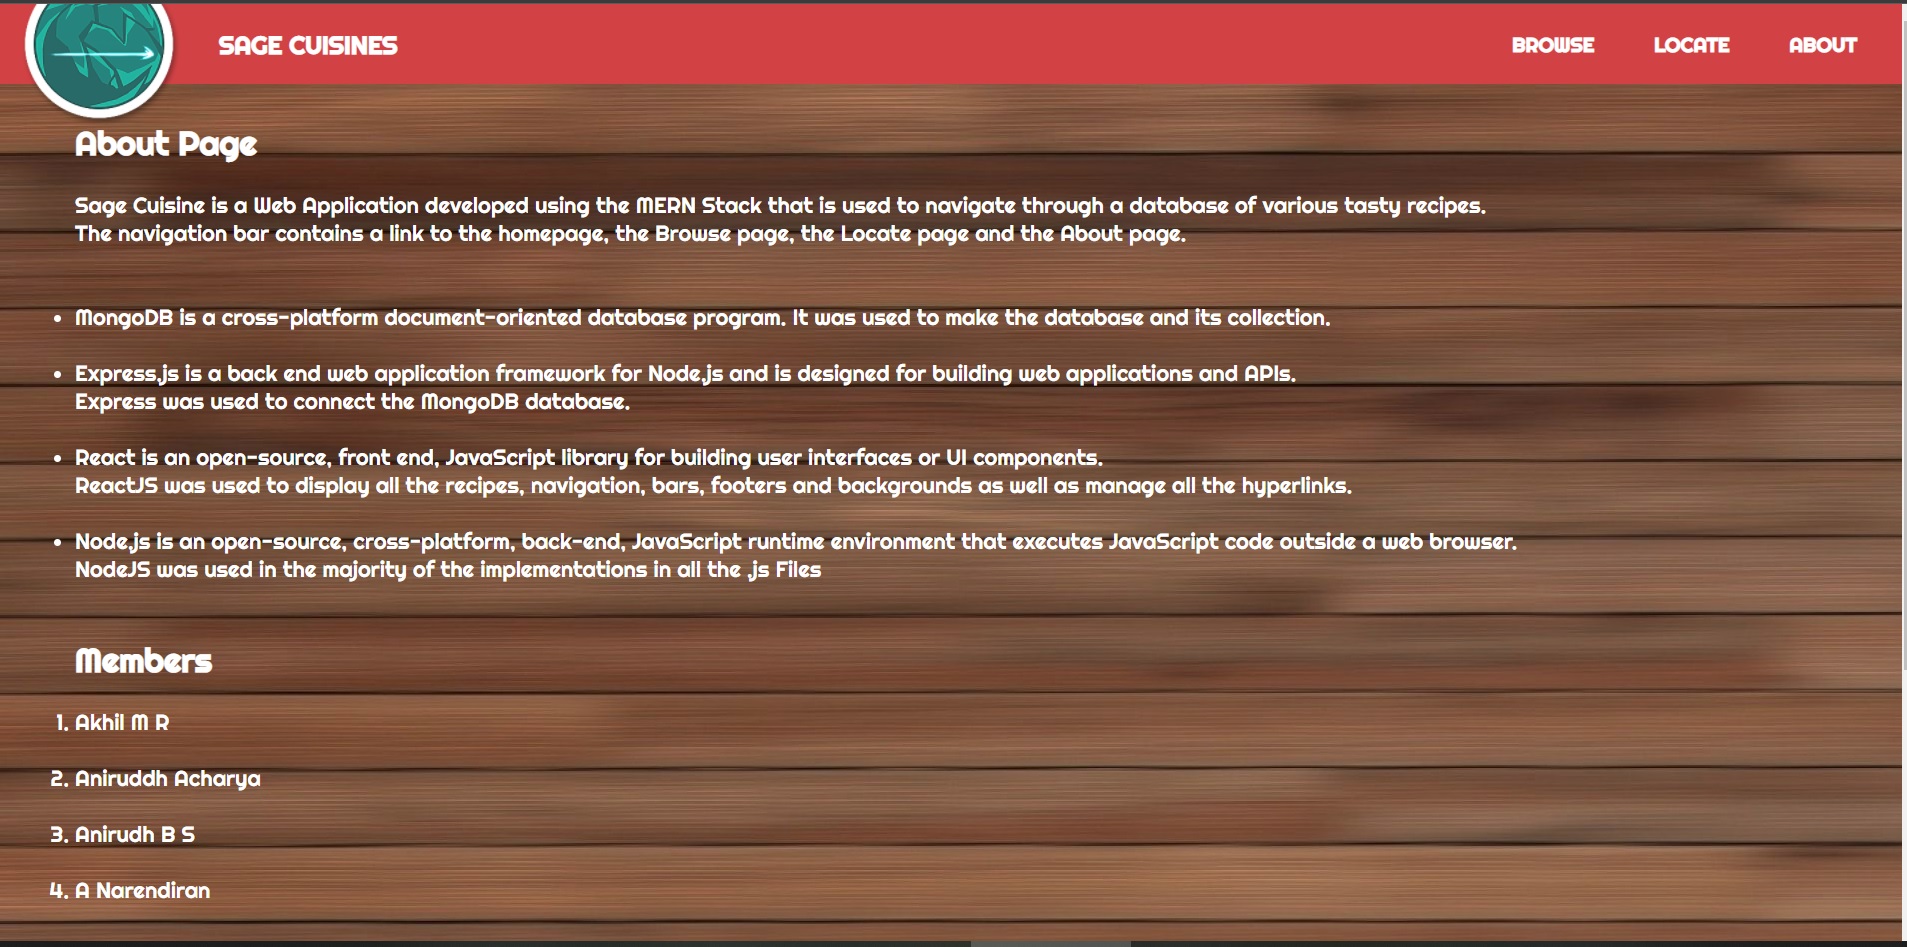 SAGE CUISINES
BROWSE LOCATE ABOUT
About Page
Sage Cuisine is a Web Application developed using the MERN Stack that is used to navigate through a database of various tasty recipes.
The navigation bar contains a link to the homepage, the Browse page, the Locate page and the About page.
• MongoDB is a cross-platform document-oriented database program. It was used to make the database and its collection.
• Express.js is a back end web application framework for Node.js and is designed for building web applications and APIs.
Express was used to connect the MongoDB database.
• React is an open-source, front end, JavaScript library for building user interfaces or UI components.
ReactJS was used to display all the recipes, navigation, bars, footers and backgrounds as well as manage all the hyperlinks.
• Node.js is an open-source, cross-platform, back-end, JavaScript runtime environment that executes JavaScript code outside a web browser.
NodeJS was used in the majority of the implementations in all the .js Files
Members
1. Akhil M R
2. Aniruddh Acharya
3. Anirudh B S
4. A Narendiran